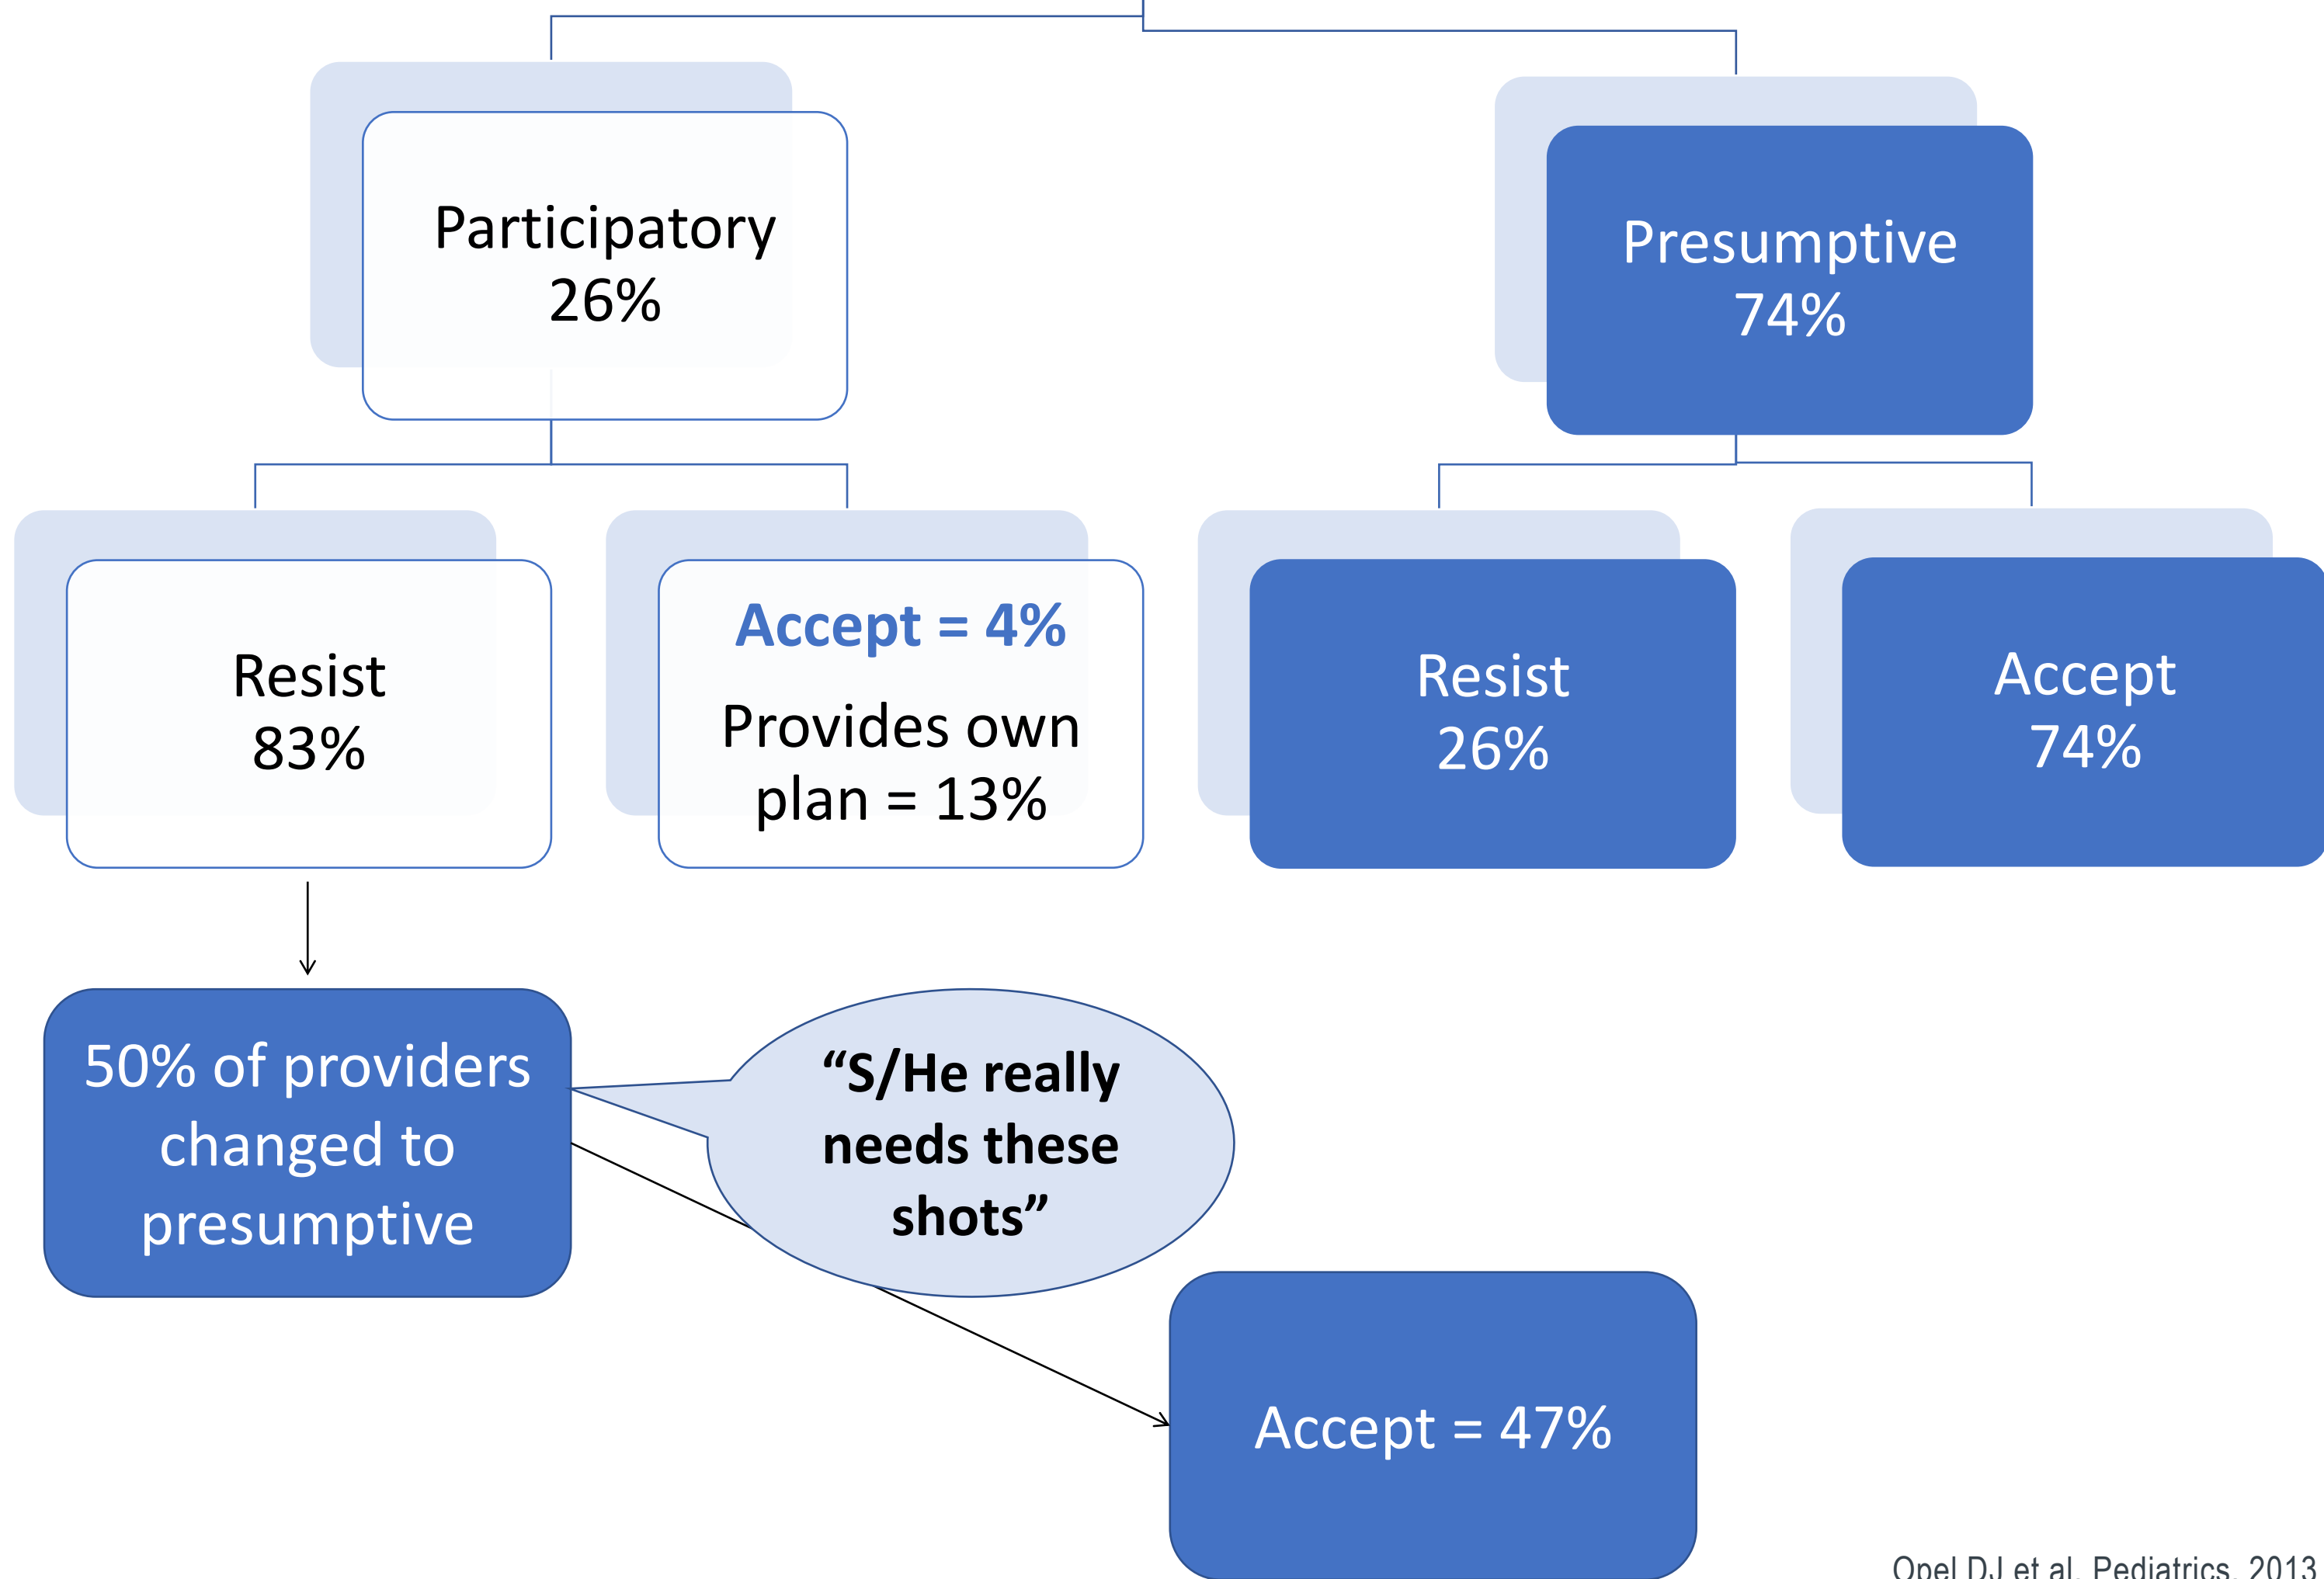 Participatory
26%
Presumptive
74%
Resist
83%
Accept = 4%
Provides own
plan = 13%
Resist
26%
Accept
74%
50% of providers
changed to
presumptive
“S/He really
needs these
shots”
Accept = 47%
Opel DJ et al. Pediatrics. 2013